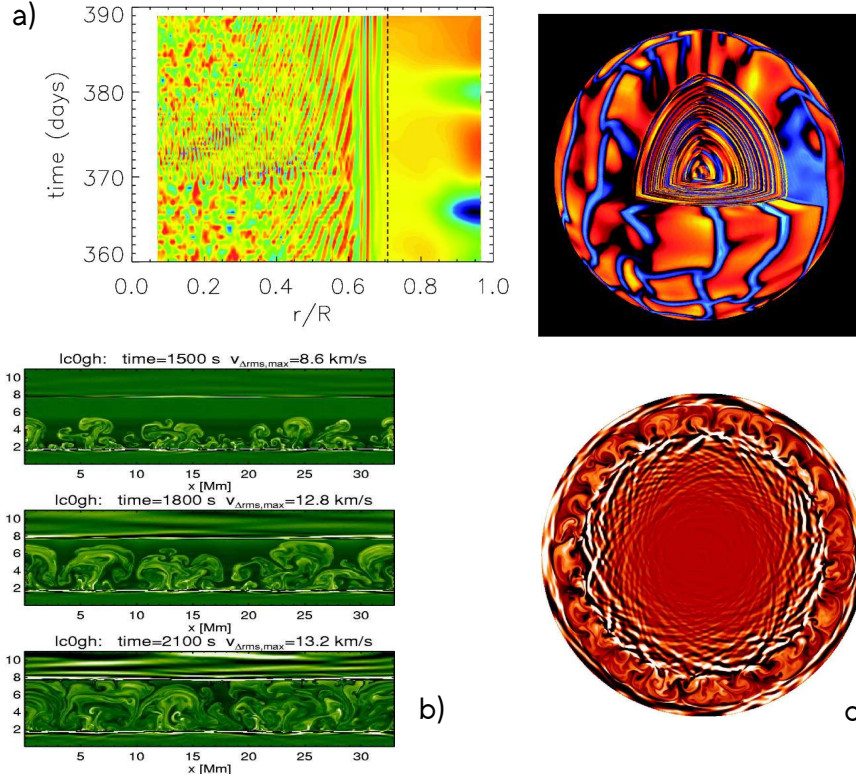 a)
390
380
370
360
time (days)
0.0 0.2 0.4 0.6 0.8 1.0
r/R
lc0gh: time=1500 s vΔrms,max=8.6 km/s
10
8
6
4
2
5 10 15 20 25 30
x [Mm]
lc0gh: time=1800 s vΔrms,max=12.8 km/s
10
8
6
4
2
5 10 15 20 25 30
x [Mm]
lc0gh: time=2100 s vΔrms,max=13.2 km/s
10
8
6
4
2
5 10 15 20 25 30
x [Mm]
b)